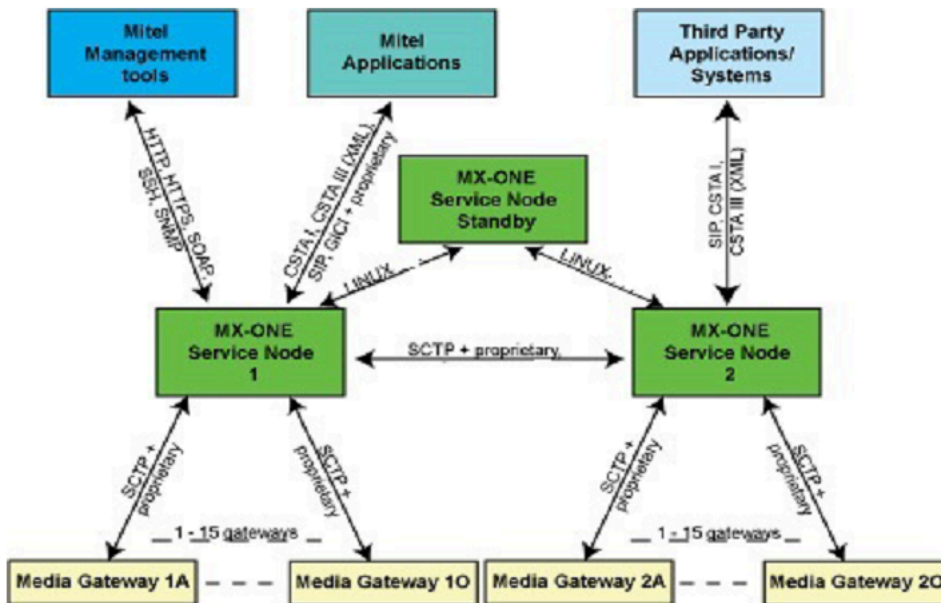 Mitel
Management
tools
Mitel
Applications
Third Party
Applications/
Systems
HTTP, HTTPS, SOAP,
SSH, SNMP
CSTA I, CSTA III (XML),
SIP, GICI + proprietary
MX-ONE
Service Node
Standby
SIP, CSTA I,
CSTA III (XML)
LINUX
LINUX
MX-ONE
Service Node
1
SCTP + proprietary
MX-ONE
Service Node
2
SCTP +
proprietary
SCTP +
proprietary
SCTP +
proprietary
SCTP +
proprietary
1 - 15 gateways
1 - 15 gateways
Media Gateway 1A
Media Gateway 1O
Media Gateway 2A
Media Gateway 2O